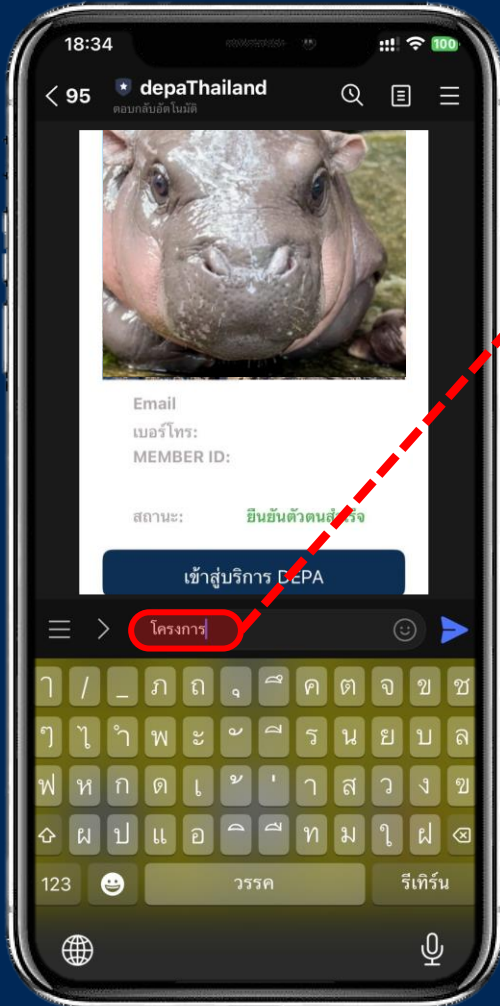 18:34
100
95
depaThailand
ตอบกลับอัตโนมัติ
Email
เบอร์โทร:
MEMBER ID:
สถานะ: ยืนยันตัวตนสำเร็จ
เข้าสู่บริการ DEPA
โครงการ
ๅ / _ ภ ถ ุ ึ ค ต จ ข ช
ๆ ไ ำ พ ะ ั ี ร น ย บ ล
ฟ ห ก ด เ ้ ่ า ส ว ง ฃ
ผ ป แ อ ิ ื ท ม ใ ฝ
123 วรรค รีเทิร์น